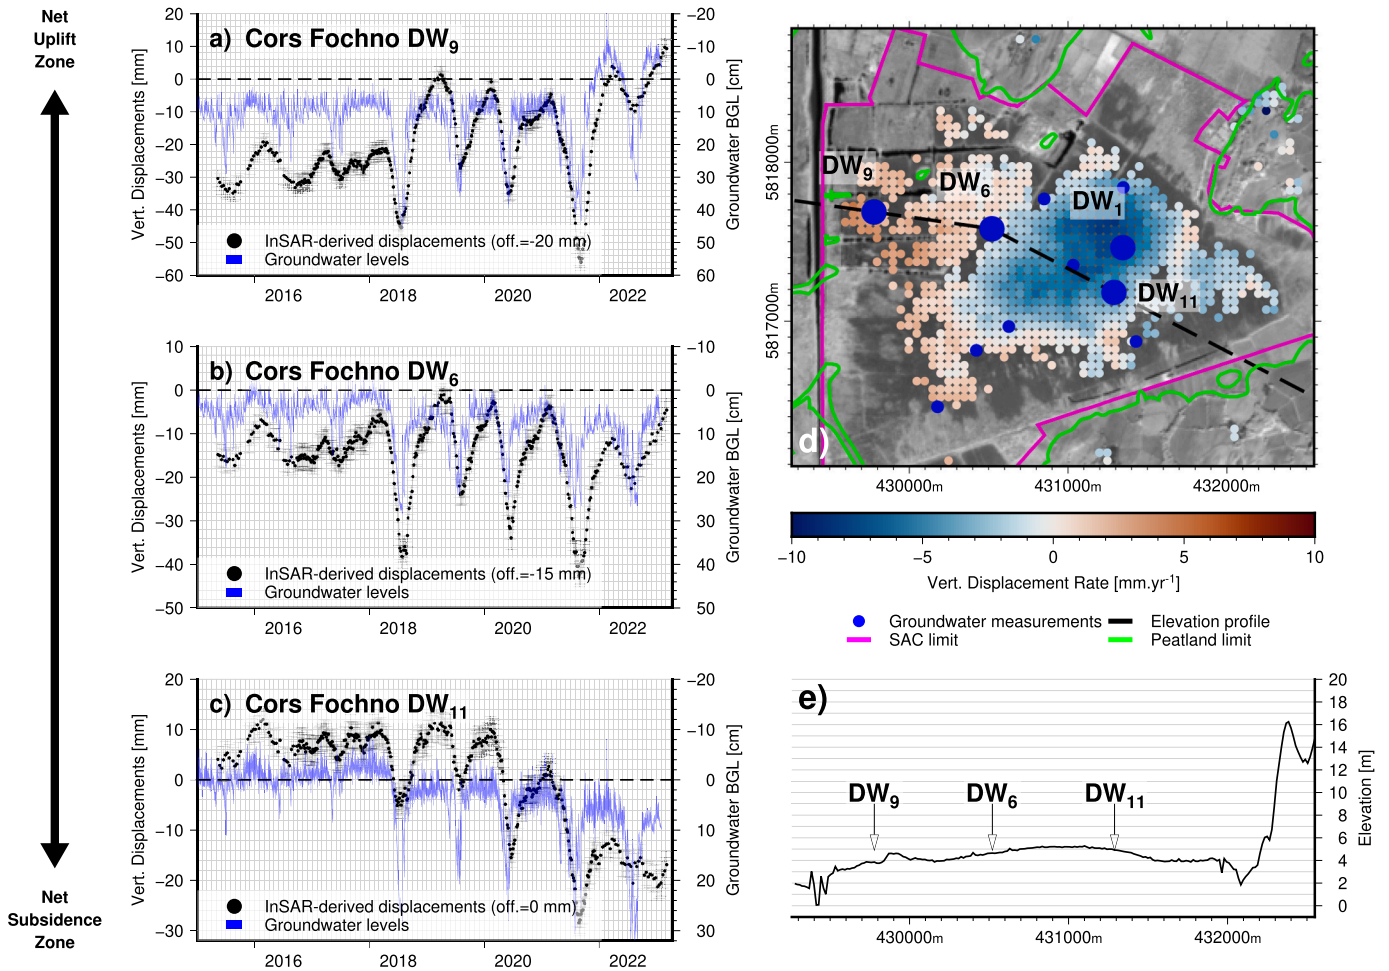 Net
Uplift
Zone
Net
Subsidence
Zone
a) Cors Fochno DW9
20
10
0
−10
−20
−30
−40
−50
−60
Vert. Displacements [mm]
−20
−10
0
10
20
30
40
50
60
Groundwater BGL [cm]
InSAR-derived displacements (off.=-20 mm)
Groundwater levels
2016 2018 2020 2022
b) Cors Fochno DW6
10
0
−10
−20
−30
−40
−50
Vert. Displacements [mm]
−10
0
10
20
30
40
50
Groundwater BGL [cm]
InSAR-derived displacements (off.=-15 mm)
Groundwater levels
2016 2018 2020 2022
c) Cors Fochno DW11
20
10
0
−10
−20
−30
Vert. Displacements [mm]
−20
−10
0
10
20
30
Groundwater BGL [cm]
InSAR-derived displacements (off.=0 mm)
Groundwater levels
2016 2018 2020 2022
5818000m
5817000m
DW9
DW6
DW1
DW11
d)
430000m 431000m 432000m
−10 −5 0 5 10
Vert. Displacement Rate [mm.yr-1]
Groundwater measurements
Elevation profile
SAC limit
Peatland limit
e)
DW9 DW6 DW11
20
18
16
14
12
10
8
6
4
2
0
Elevation [m]
430000m 431000m 432000m